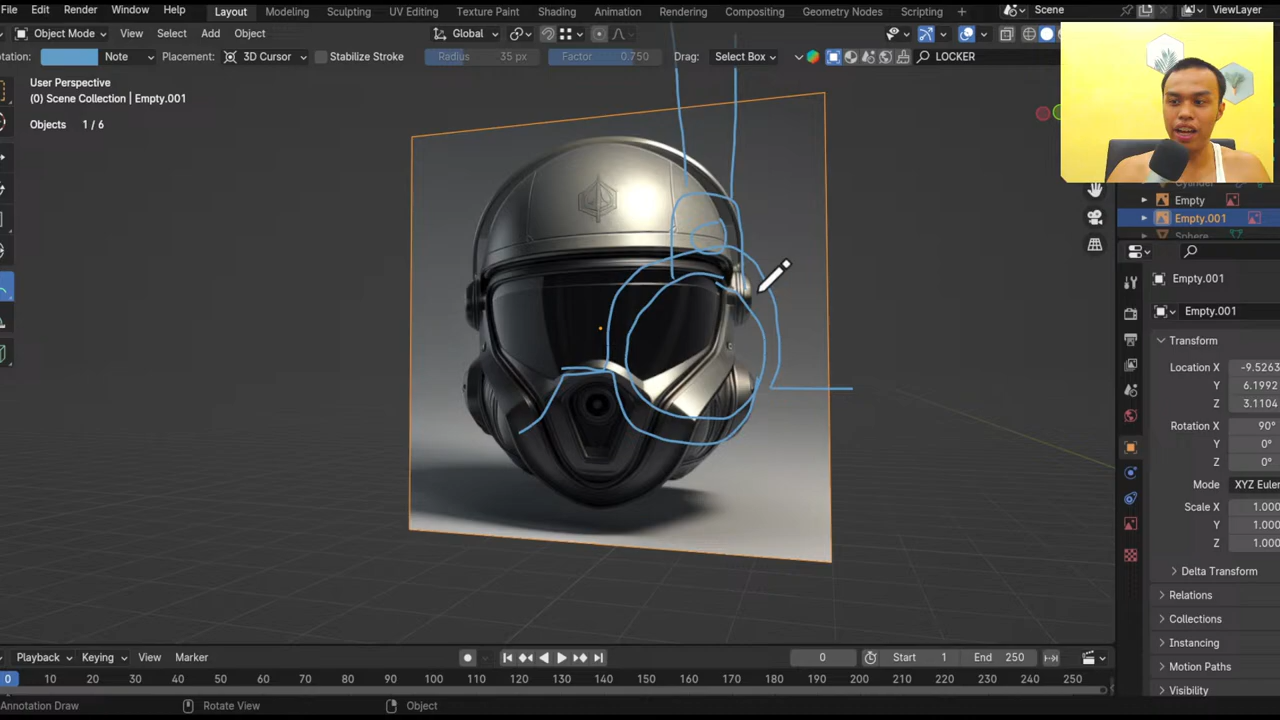 File Edit Render Window Help Layout Modeling Sculpting UV Editing Texture Paint Shading Animation Rendering Compositing Geometry Nodes Scripting + Scene ViewLayer
Object Mode View Select Add Object Global
Note Placement: 3D Cursor Stabilize Stroke Radius 35 px Factor 0.750 Drag: Select Box LOCKER
User Perspective
(0) Scene Collection | Empty.001
Objects 1 / 6
Empty
Empty.001
Sphere
Empty.001
Empty.001
Transform
Location X -9.5263
Y 6.1992
Z 3.1104
Rotation X 90°
Y 0°
Z 0°
Mode XYZ Euler
Scale X 1.000
Y 1.000
Z 1.000
Delta Transform
Relations
Collections
Instancing
Motion Paths
Visibility
Playback Keying View Marker 0 Start 1 End 250
0 10 20 30 40 50 60 70 80 90 100 110 120 130 140 150 160 170 180 190 200 210 220 230 240 250
Annotation Draw Rotate View Object